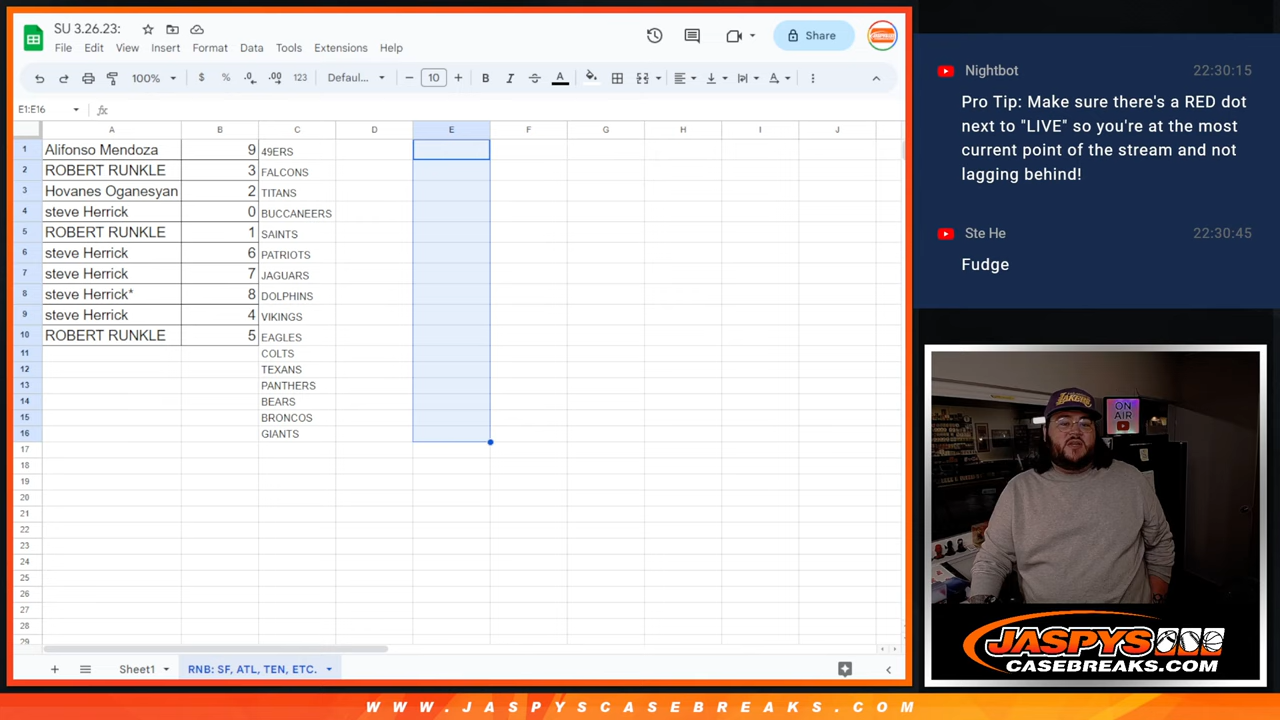 SU 3.26.23:
File Edit View Insert Format Data Tools Extensions Help
Share
100% $ % .0 .00 123 Defaul... 10 B I S A
E1:E16 fx
A B C D E F G H I J
1 Alifonso Mendoza 9 49ERS
2 ROBERT RUNKLE 3 FALCONS
3 Hovanes Oganesyan 2 TITANS
4 steve Herrick 0 BUCCANEERS
5 ROBERT RUNKLE 1 SAINTS
6 steve Herrick 6 PATRIOTS
7 steve Herrick 7 JAGUARS
8 steve Herrick* 8 DOLPHINS
9 steve Herrick 4 VIKINGS
10 ROBERT RUNKLE 5 EAGLES
11 COLTS
12 TEXANS
13 PANTHERS
14 BEARS
15 BRONCOS
16 GIANTS
17
18
19
20
21
22
23
24
25
26
27
28
29
Sheet1 RNB: SF, ATL, TEN, ETC.
Nightbot 22:30:15
Pro Tip: Make sure there's a RED dot
next to "LIVE" so you're at the most
current point of the stream and not
lagging behind!
Ste He 22:30:45
Fudge
LAKERS
ON
AIR
JASPYS
CASEBREAKS.COM
WWW.JASPYSCASEBREAKS.COM